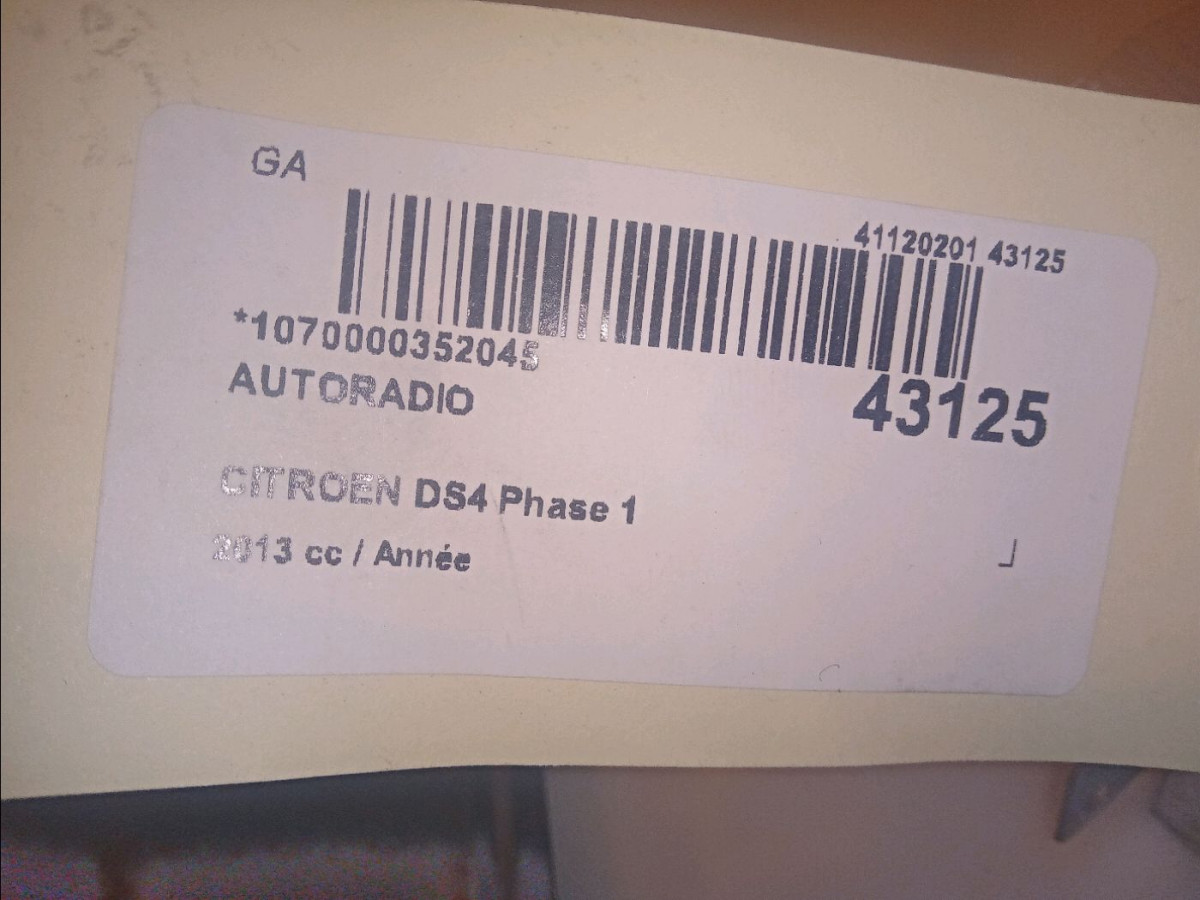 GA
41120201 43125
*1070000352045
AUTORADIO
43125
CITROEN DS4 Phase 1
2013 cc / Année